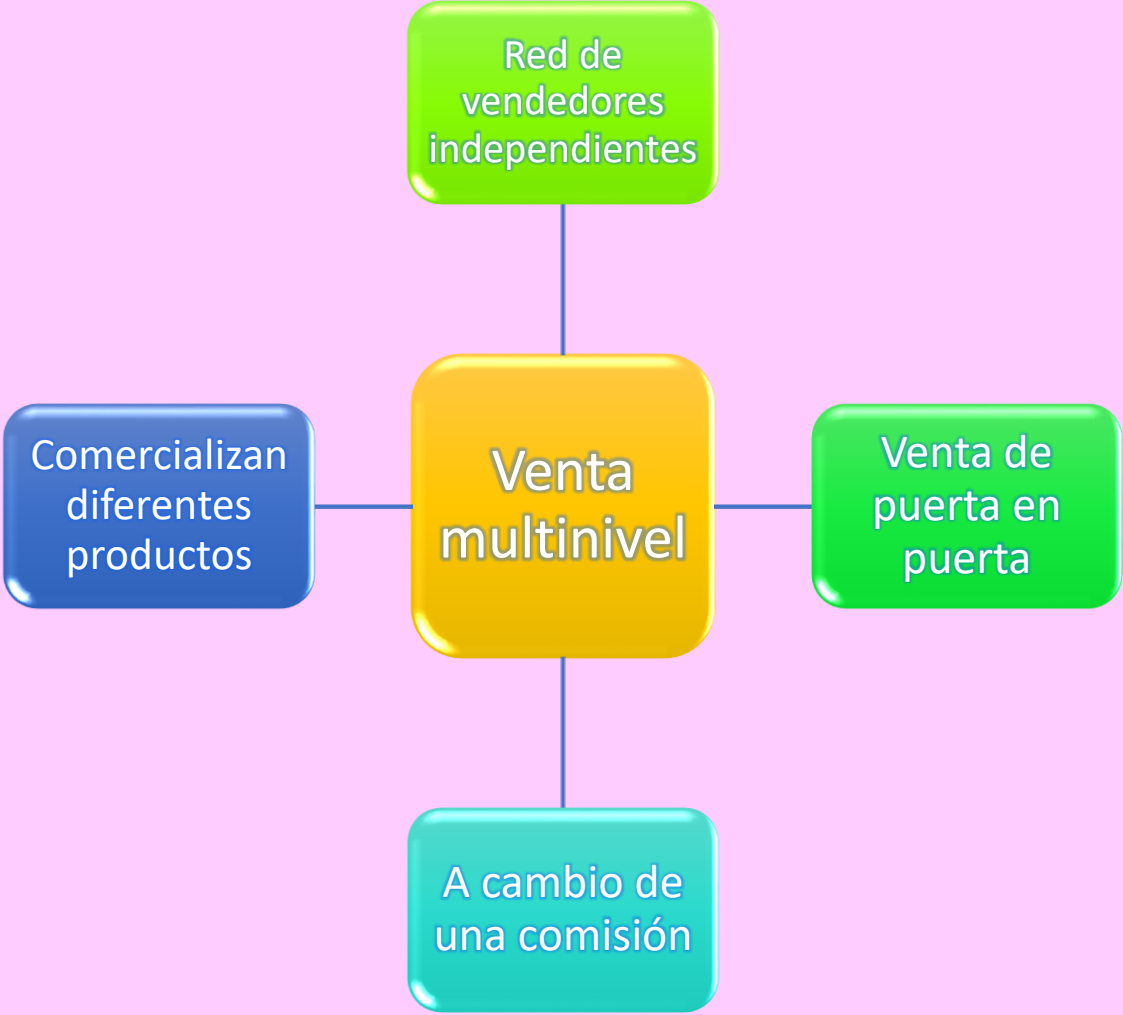 Red de
vendedores
independientes
Comercializan
diferentes
productos
Venta
multinivel
Venta de
puerta en
puerta
A cambio de
una comisión